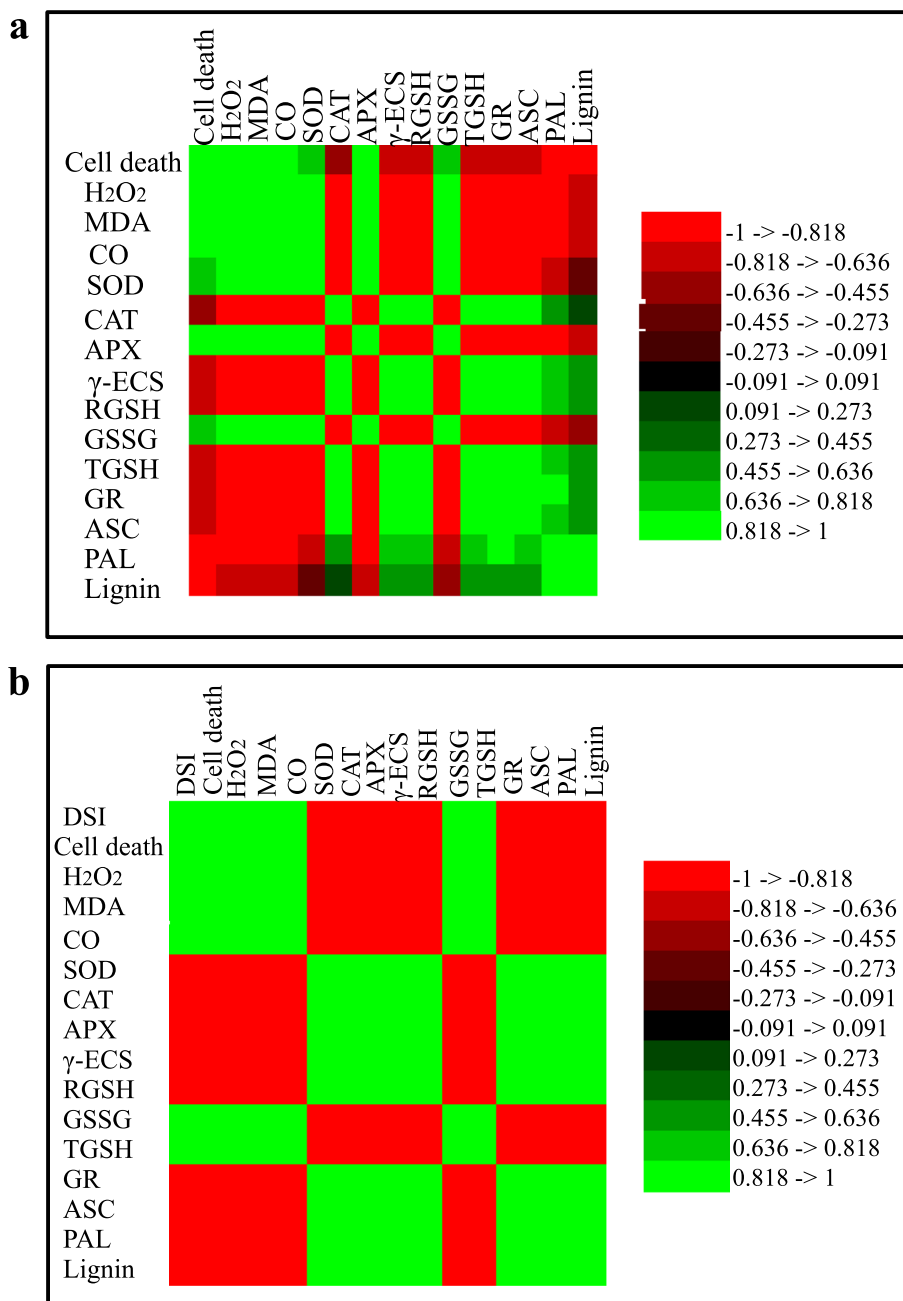 a
Cell death H2O2 MDA CO SOD CAT APX γ-ECS RGSH GSSG TGSH GR ASC PAL Lignin
Cell death
H2O2
MDA
CO
SOD
CAT
APX
γ-ECS
RGSH
GSSG
TGSH
GR
ASC
PAL
Lignin
-1 -> -0.818
-0.818 -> -0.636
-0.636 -> -0.455
-0.455 -> -0.273
-0.273 -> -0.091
-0.091 -> 0.091
0.091 -> 0.273
0.273 -> 0.455
0.455 -> 0.636
0.636 -> 0.818
0.818 -> 1
b
DSI Cell death H2O2 MDA CO SOD CAT APX γ-ECS RGSH GSSG TGSH GR ASC PAL Lignin
DSI
Cell death
H2O2
MDA
CO
SOD
CAT
APX
γ-ECS
RGSH
GSSG
TGSH
GR
ASC
PAL
Lignin
-1 -> -0.818
-0.818 -> -0.636
-0.636 -> -0.455
-0.455 -> -0.273
-0.273 -> -0.091
-0.091 -> 0.091
0.091 -> 0.273
0.273 -> 0.455
0.455 -> 0.636
0.636 -> 0.818
0.818 -> 1